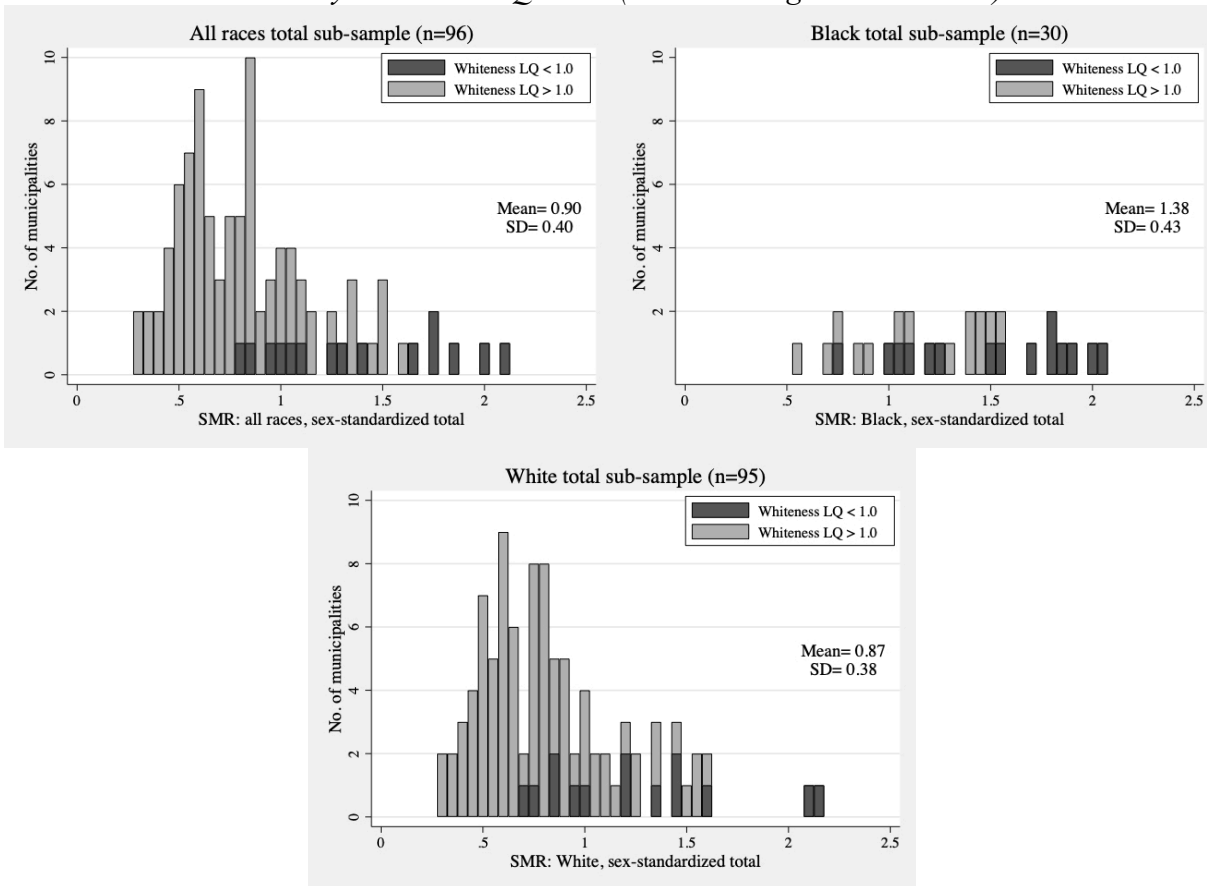 All races total sub-sample (n=96)
Whiteness LQ < 1.0
Whiteness LQ > 1.0
Mean= 0.90
SD= 0.40
No. of municipalities
0
2
4
6
8
10
0
.5
1
1.5
2
2.5
SMR: all races, sex-standardized total
Black total sub-sample (n=30)
Whiteness LQ < 1.0
Whiteness LQ > 1.0
Mean= 1.38
SD= 0.43
No. of municipalities
0
2
4
6
8
10
0
.5
1
1.5
2
2.5
SMR: Black, sex-standardized total
White total sub-sample (n=95)
Whiteness LQ < 1.0
Whiteness LQ > 1.0
Mean= 0.87
SD= 0.38
No. of municipalities
0
2
4
6
8
10
0
.5
1
1.5
2
2.5
SMR: White, sex-standardized total